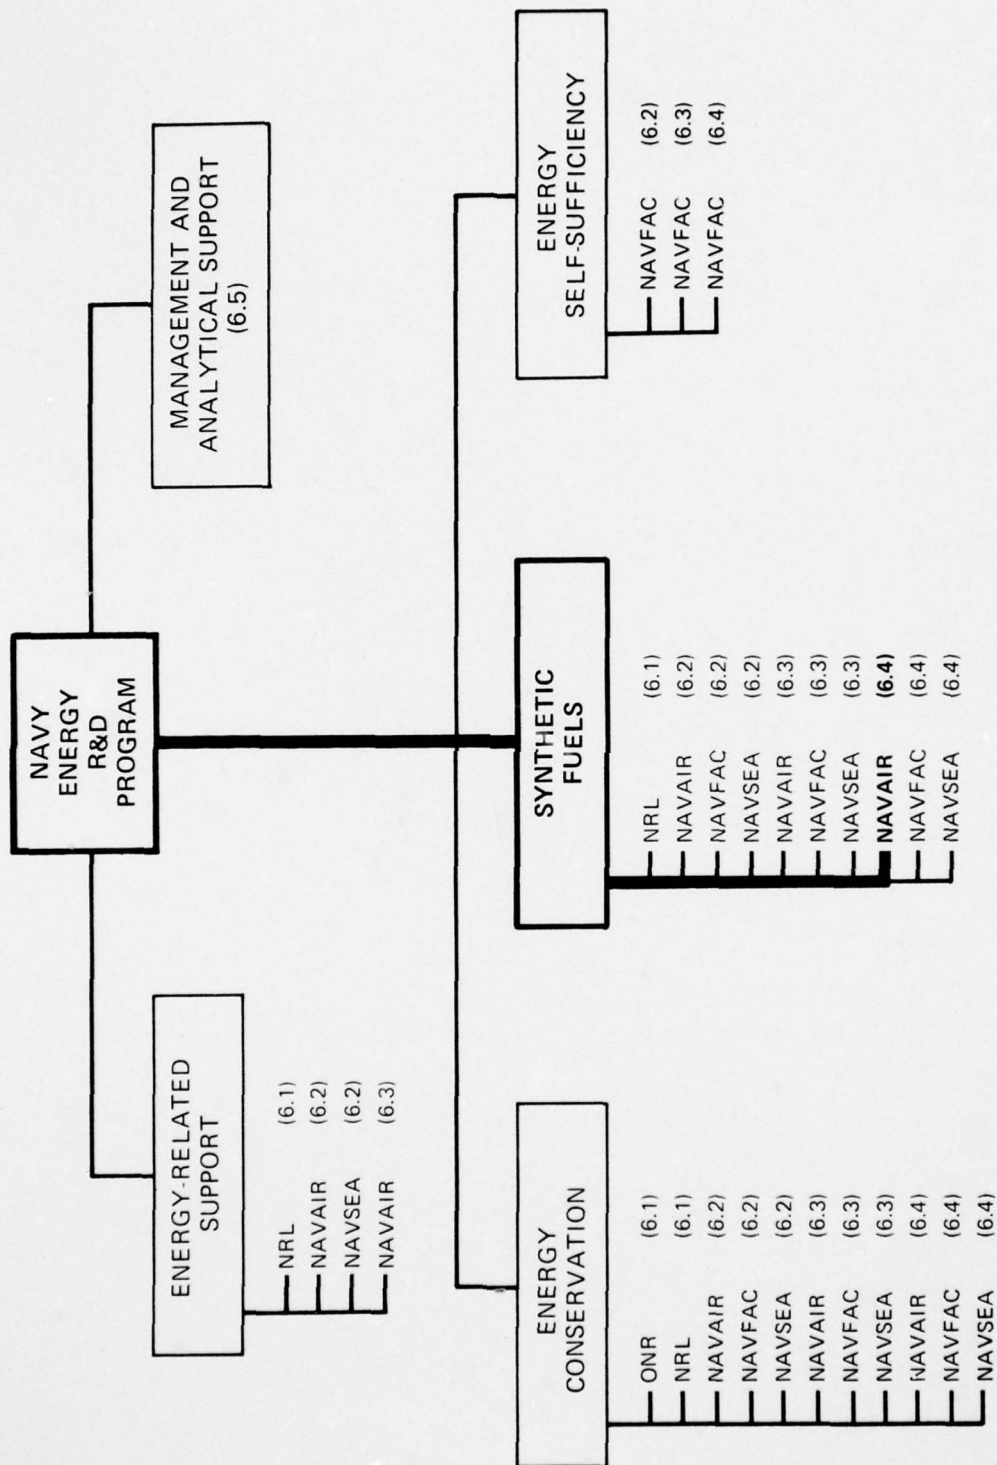 NAVY
ENERGY
R&D
PROGRAM
ENERGY-RELATED
SUPPORT
NRL (6.1)
NAVAIR (6.2)
NAVSEA (6.2)
NAVAIR (6.3)
MANAGEMENT AND
ANALYTICAL SUPPORT
(6.5)
ENERGY
CONSERVATION
ONR (6.1)
NRL (6.1)
NAVAIR (6.2)
NAVFAC (6.2)
NAVSEA (6.2)
NAVAIR (6.3)
NAVFAC (6.3)
NAVSEA (6.3)
NAVAIR (6.4)
NAVFAC (6.4)
NAVSEA (6.4)
SYNTHETIC
FUELS
NRL (6.1)
NAVAIR (6.2)
NAVFAC (6.2)
NAVSEA (6.2)
NAVAIR (6.3)
NAVFAC (6.3)
NAVSEA (6.3)
NAVAIR (6.4)
NAVFAC (6.4)
NAVSEA (6.4)
ENERGY
SELF-SUFFICIENCY
NAVFAC (6.2)
NAVFAC (6.3)
NAVFAC (6.4)